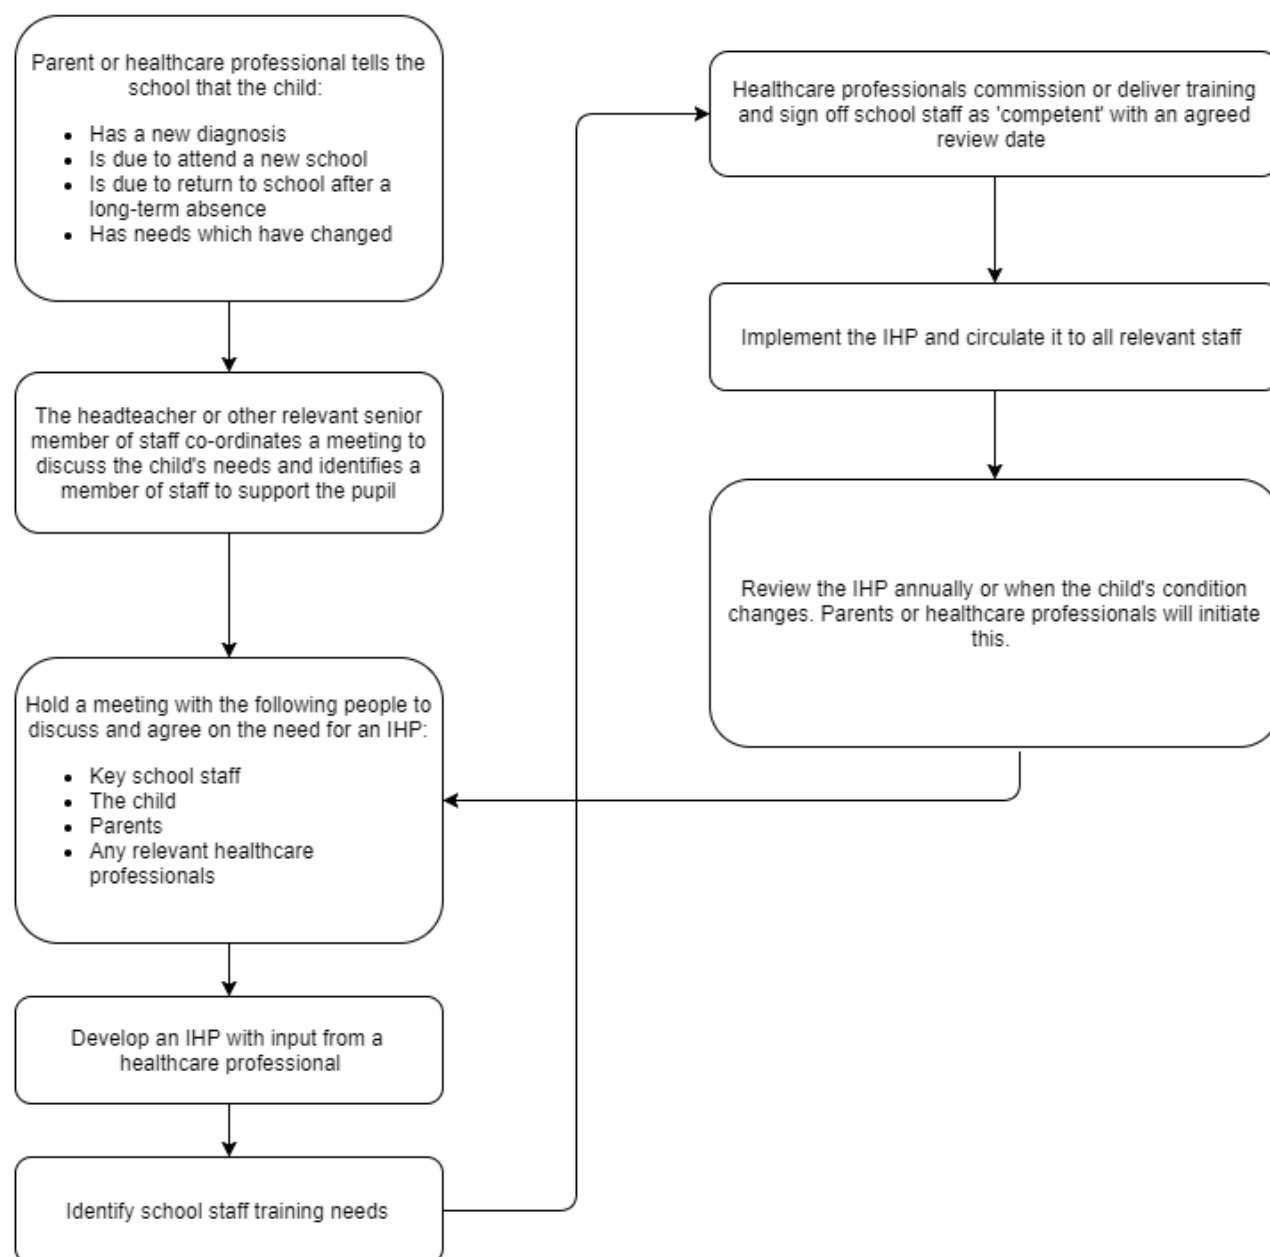 Parent or healthcare professional tells the
school that the child:
• Has a new diagnosis
• Is due to attend a new school
• Is due to return to school after a
long-term absence
• Has needs which have changed
The headteacher or other relevant senior
member of staff co-ordinates a meeting to
discuss the child's needs and identifies a
member of staff to support the pupil
Hold a meeting with the following people to
discuss and agree on the need for an IHP:
• Key school staff
• The child
• Parents
• Any relevant healthcare
professionals
Develop an IHP with input from a
healthcare professional
Identify school staff training needs
Healthcare professionals commission or deliver training
and sign off school staff as 'competent' with an agreed
review date
Implement the IHP and circulate it to all relevant staff
Review the IHP annually or when the child's condition
changes. Parents or healthcare professionals will initiate
this.